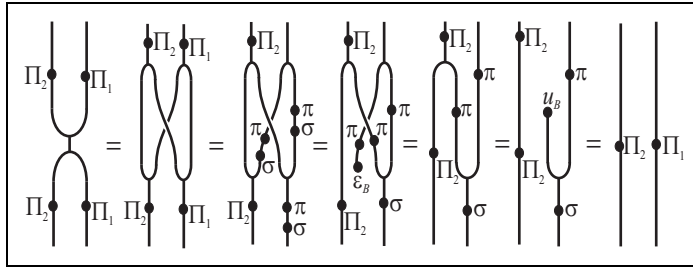 Π₂ Π₁ Π₂ Π₂
= Π₂ Π₁ Π₂ Π₁
= Π₂ π σ π σ Π₂ π σ
= Π₂ π π π ε_B σ Π₂
= Π₂ π π Π₂ σ
= Π₂ π u_B Π₂ σ
= Π₂ Π₁